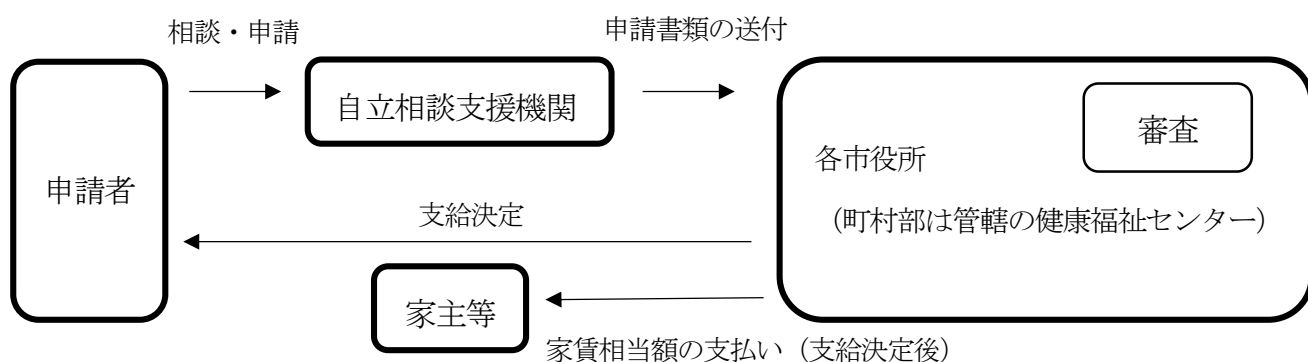 相談・申請
申請書類の送付
申請者
自立相談支援機関
審査
各市役所
（町村部は管轄の健康福祉センター）
支給決定
家主等
家賃相当額の支払い（支給決定後）